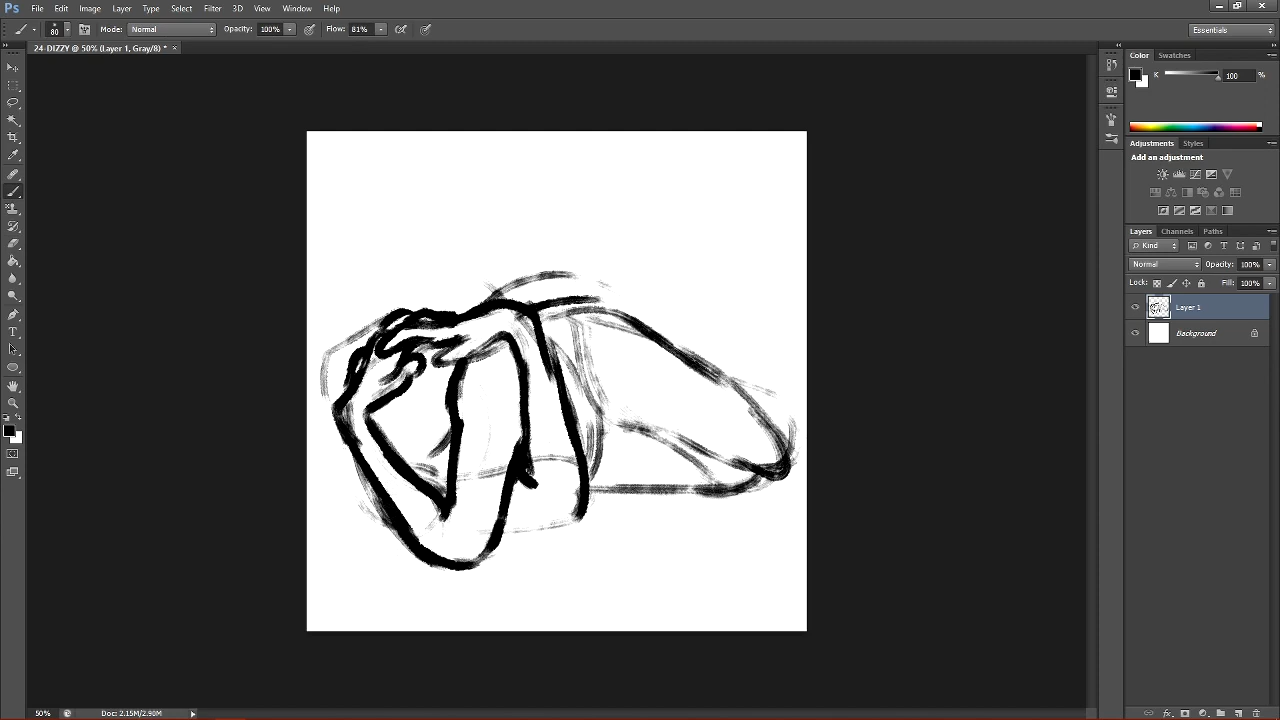 Ps File Edit Image Layer Type Select Filter 3D View Window Help
80 Mode: Normal Opacity: 100% Flow: 81% Essentials
24-DIZZY @ 50% (Layer 1, Gray/8) * ×
Color Swatches
K 100 %
Adjustments Styles
Add an adjustment
Layers Channels Paths
Kind
Normal Opacity: 100%
Lock: Fill: 100%
Layer 1
Background
50% Doc: 2.15M/2.90M